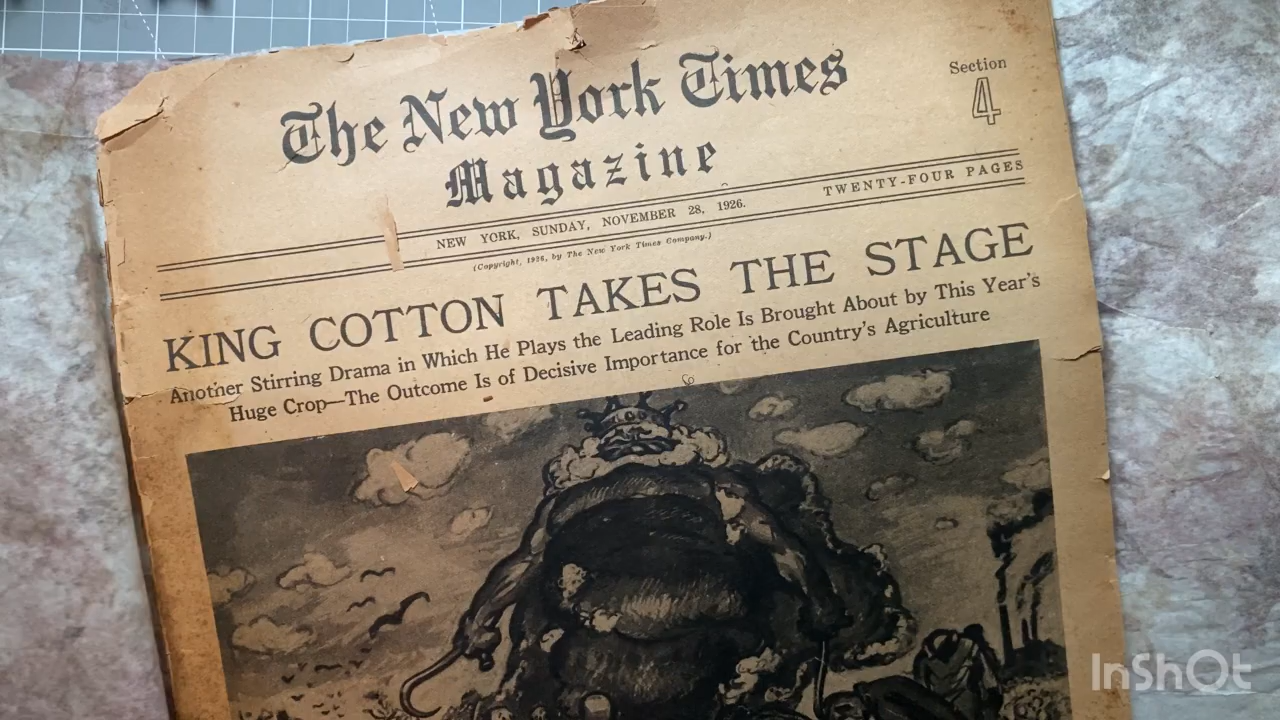 The New York Times
Magazine
Section
4
NEW YORK, SUNDAY, NOVEMBER 28, 1926.
TWENTY-FOUR PAGES
(Copyright, 1926, by The New York Times Company.)
KING COTTON TAKES THE STAGE
Another Stirring Drama in Which He Plays the Leading Role Is Brought About by This Year's
Huge Crop—The Outcome Is of Decisive Importance for the Country's Agriculture
InShOt